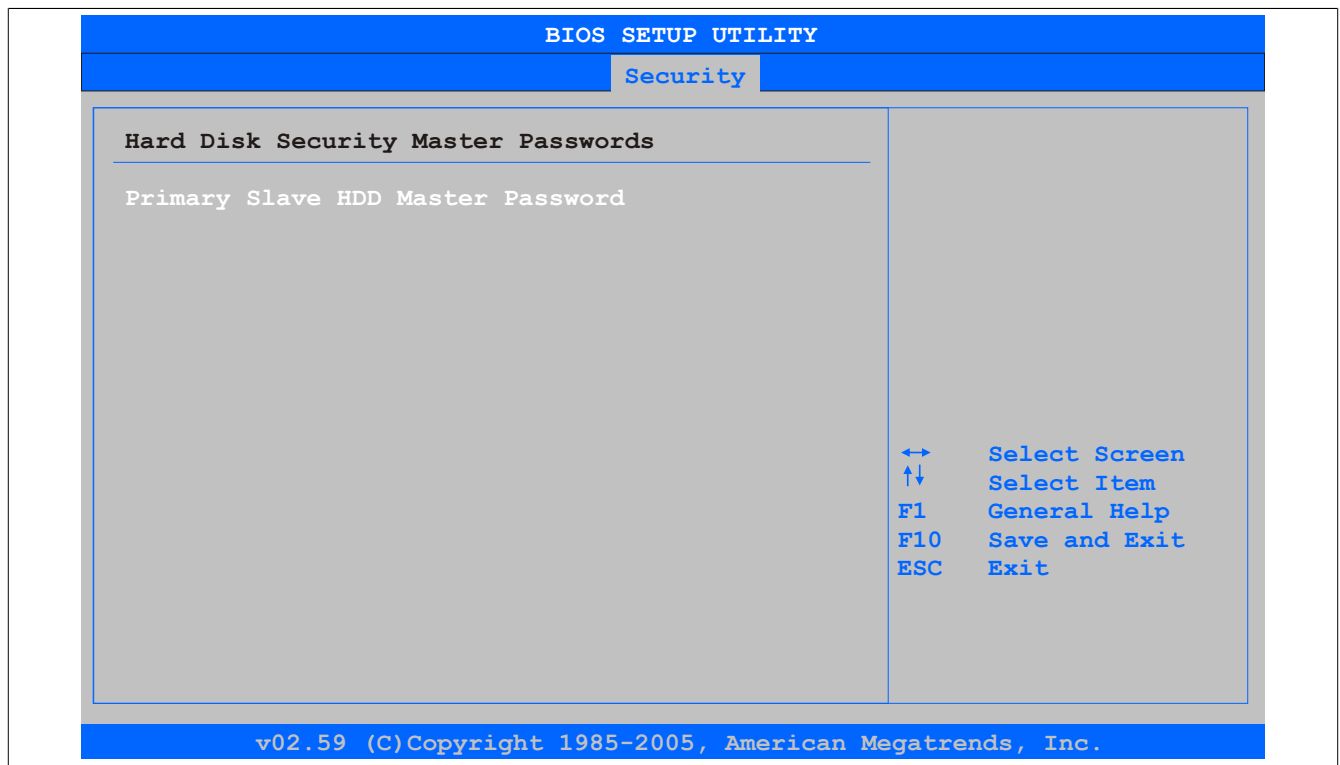 BIOS SETUP UTILITY
Security
Hard Disk Security Master Passwords
Primary Slave HDD Master Password
↔ Select Screen
↑↓ Select Item
F1 General Help
F10 Save and Exit
ESC Exit
v02.59 (C)Copyright 1985-2005, American Megatrends, Inc.